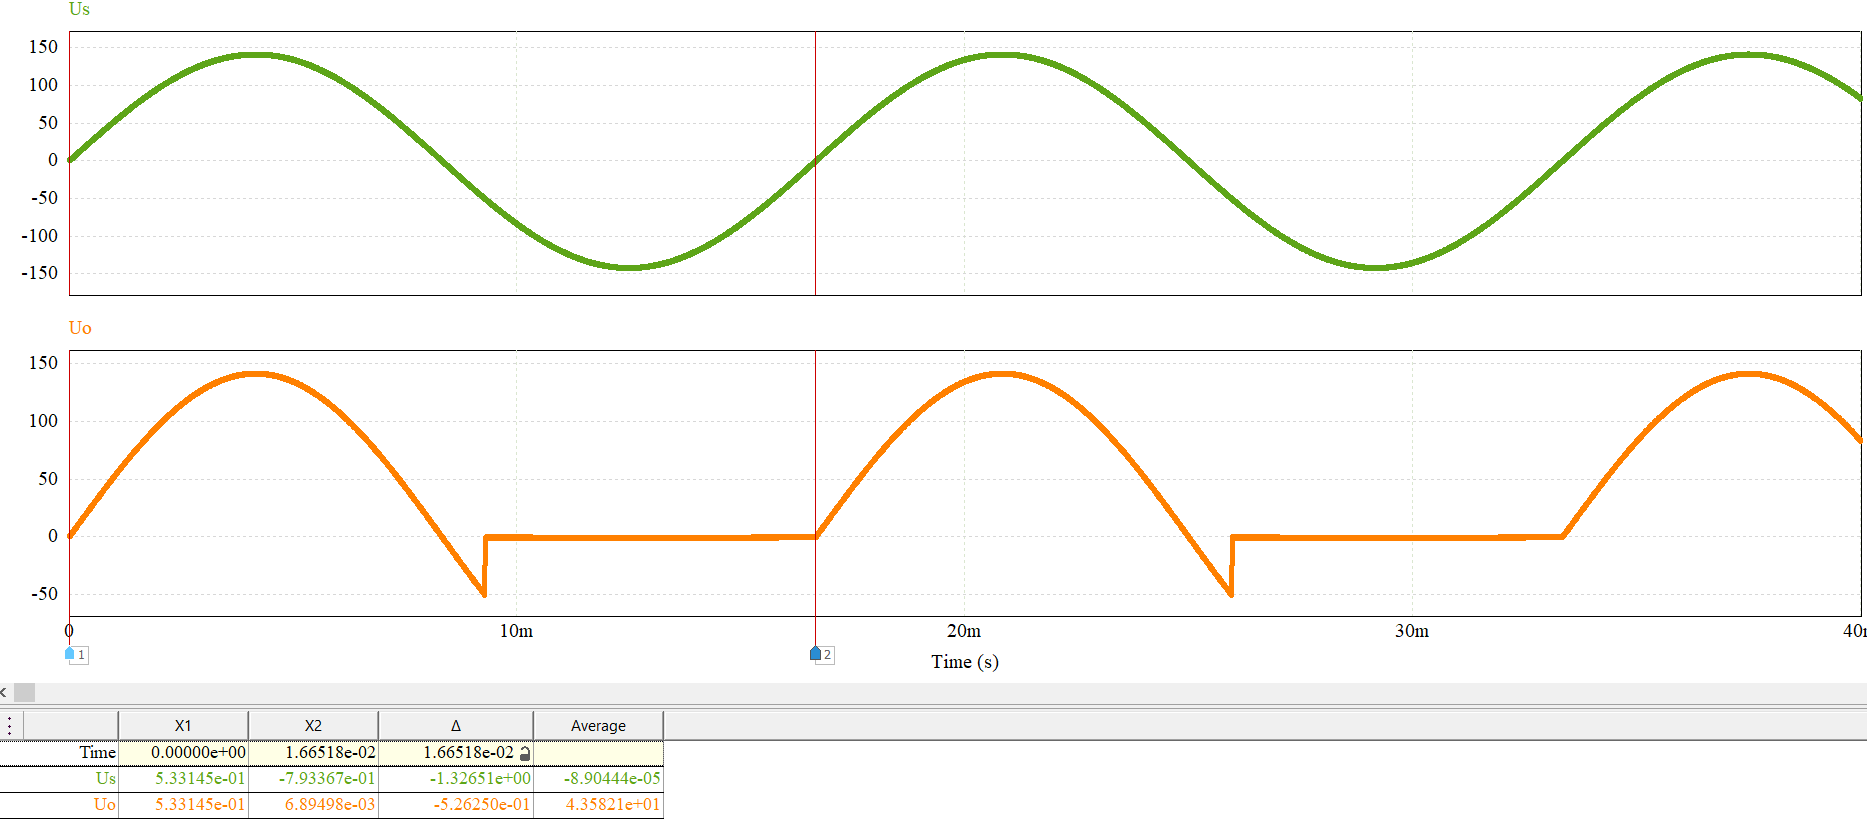 Us
150
100
50
0
-50
-100
-150
Uo
150
100
50
0
-50
0 10m 20m 30m
1 2 Time (s)
X1 X2 Δ Average
Time 0.00000e+00 1.66518e-02 1.66518e-02
Us 5.33145e-01 -7.93367e-01 -1.32651e+00 -8.90444e-05
Uo 5.33145e-01 6.89498e-03 -5.26250e-01 4.35821e+01